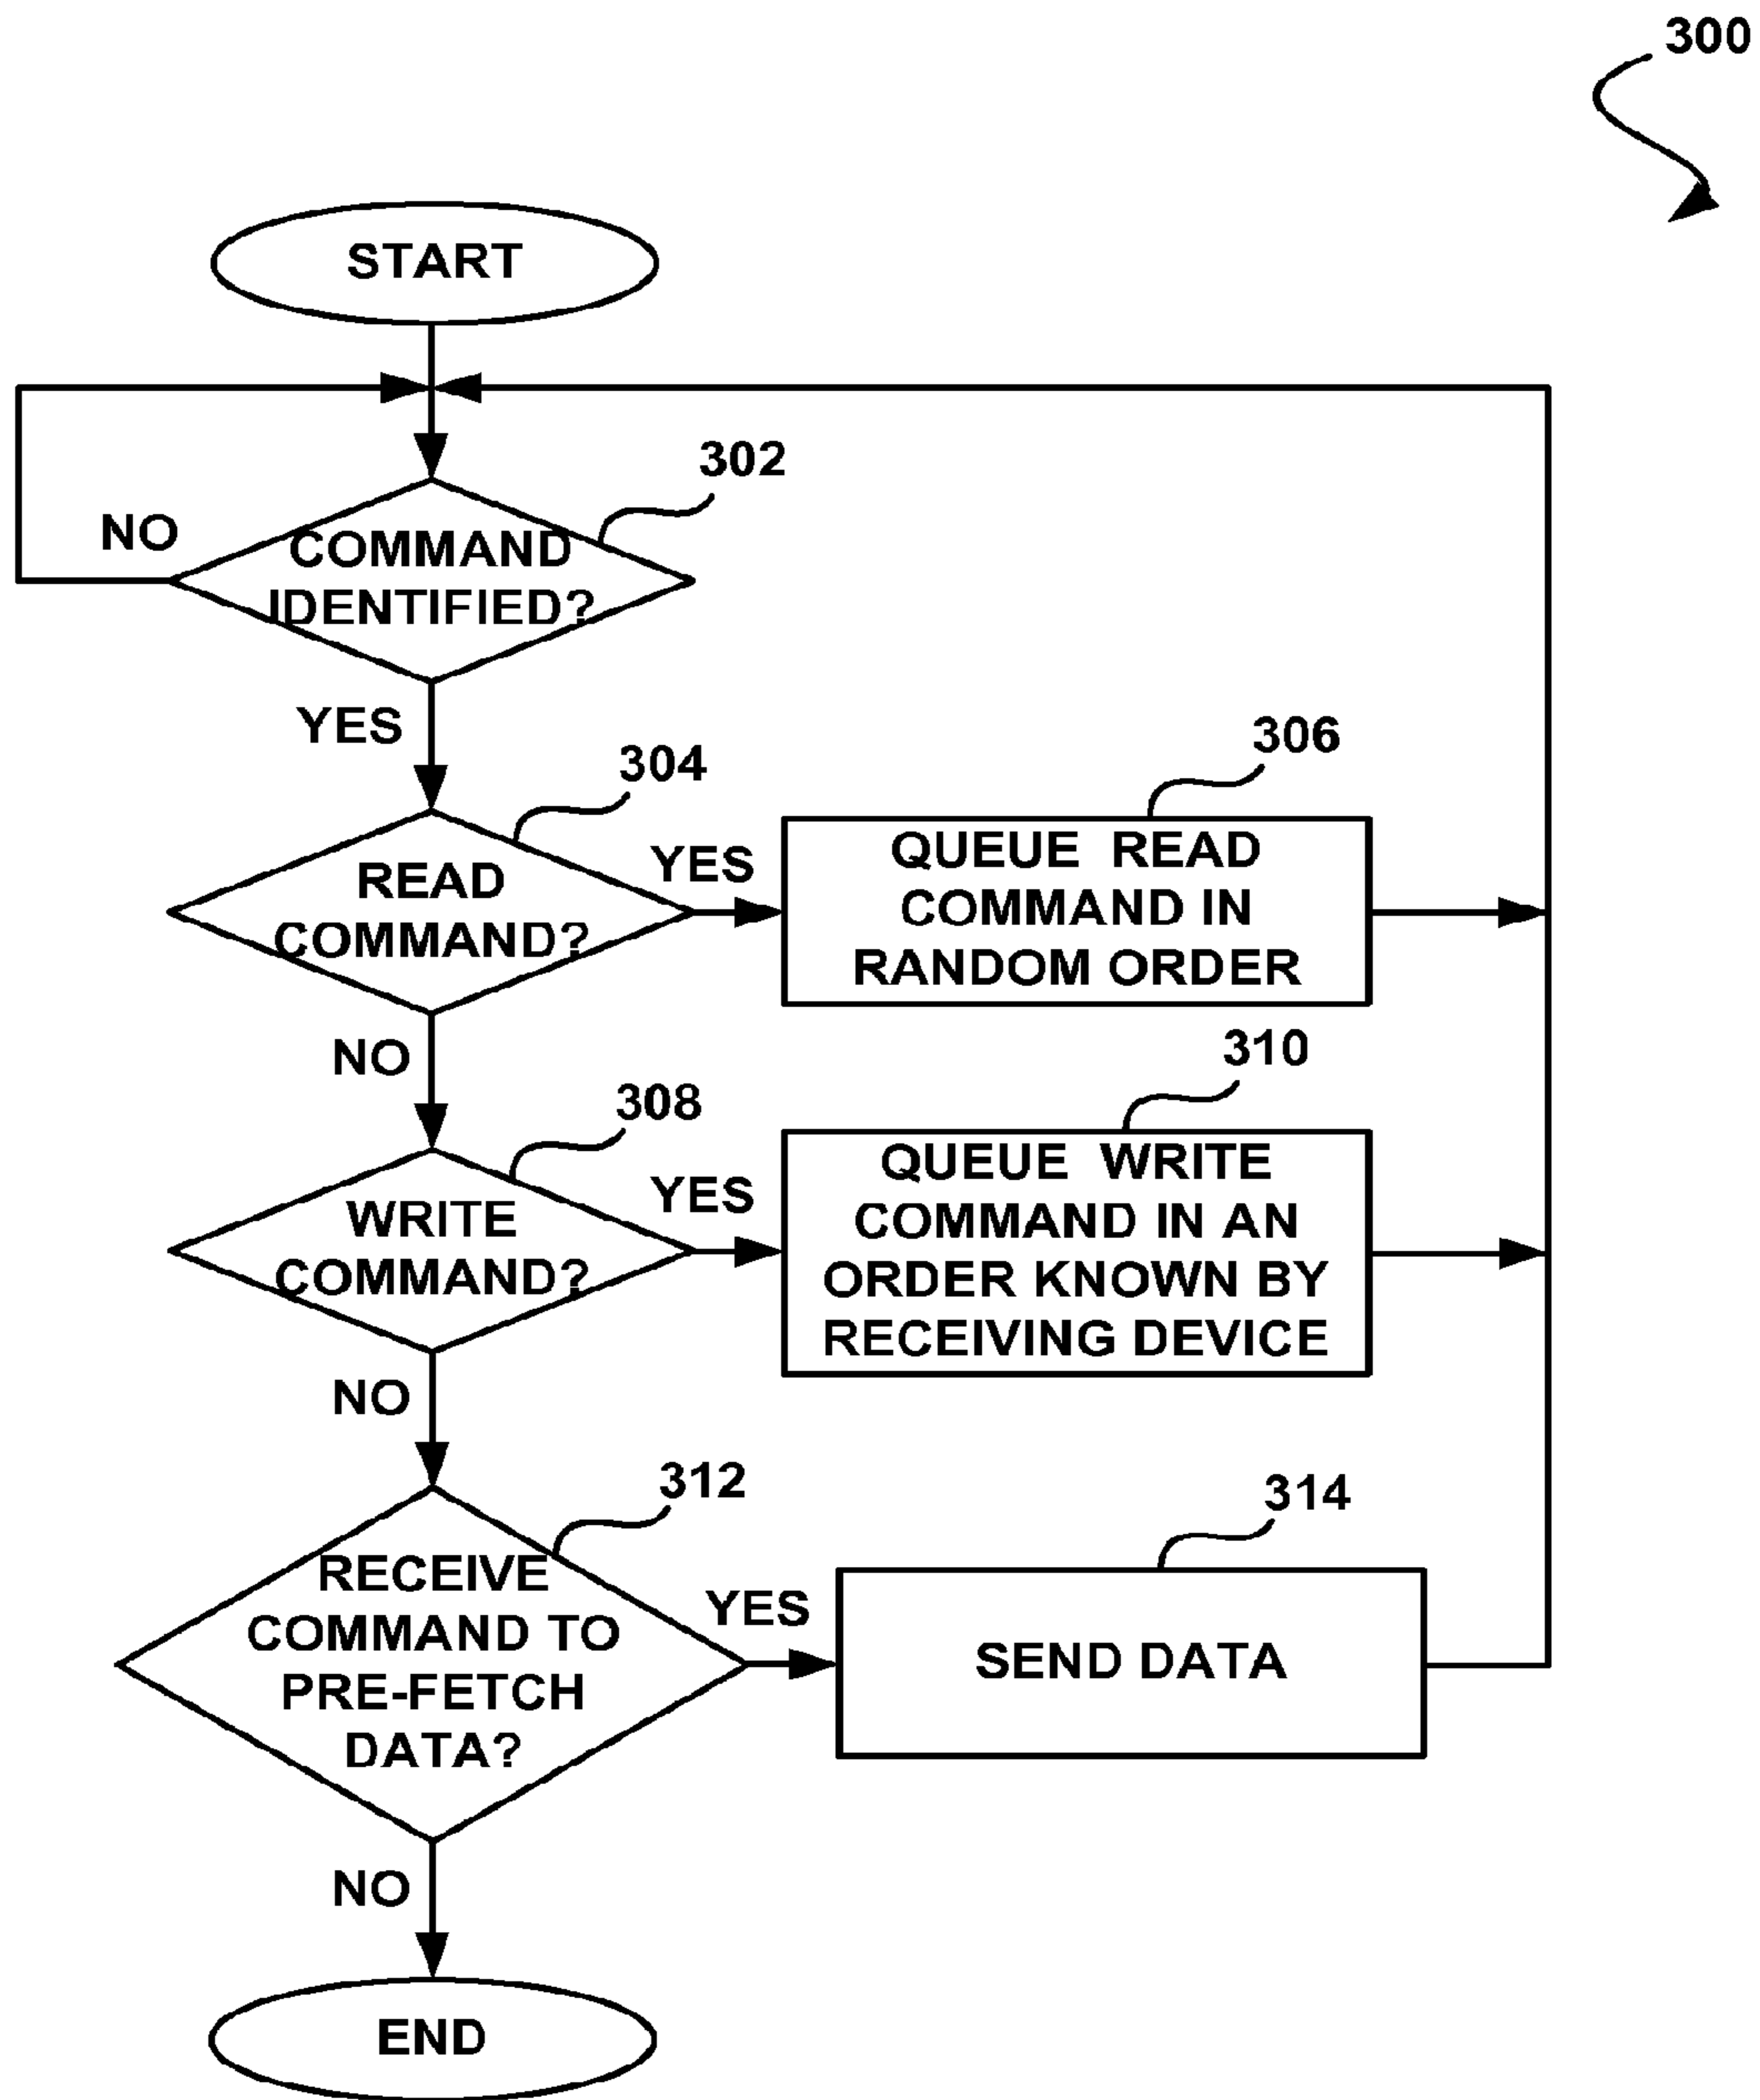 300
START
302
NO
COMMAND
IDENTIFIED?
YES
304
306
READ
COMMAND?
YES
QUEUE READ
COMMAND IN
RANDOM ORDER
NO
308
310
WRITE
COMMAND?
YES
QUEUE WRITE
COMMAND IN AN
ORDER KNOWN BY
RECEIVING DEVICE
NO
312
314
RECEIVE
COMMAND TO
PRE-FETCH
DATA?
YES
SEND DATA
NO
END